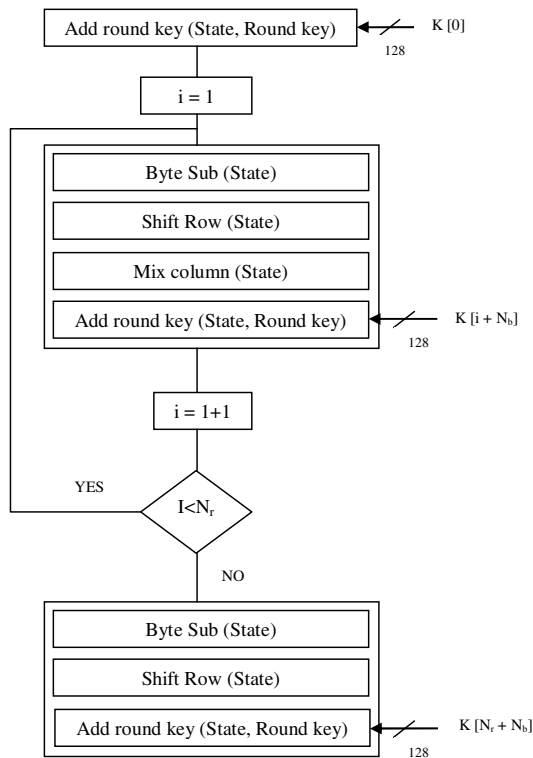 Add round key (State, Round key)
K [0]
128
i = 1
Byte Sub (State)
Shift Row (State)
Mix column (State)
Add round key (State, Round key)
K [i + Nb]
128
i = 1+1
YES
I<Nr
NO
Byte Sub (State)
Shift Row (State)
Add round key (State, Round key)
K [Nr + Nb]
128